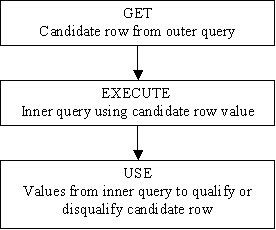 GET
Candidate row from outer query
EXECUTE
Inner query using candidate row value
USE
Values from inner query to qualify or
disqualify candidate row